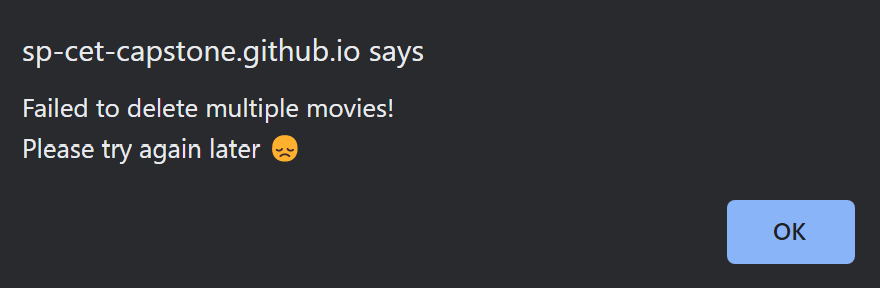 sp-cet-capstone.github.io says
Failed to delete multiple movies!
Please try again later 😞
OK